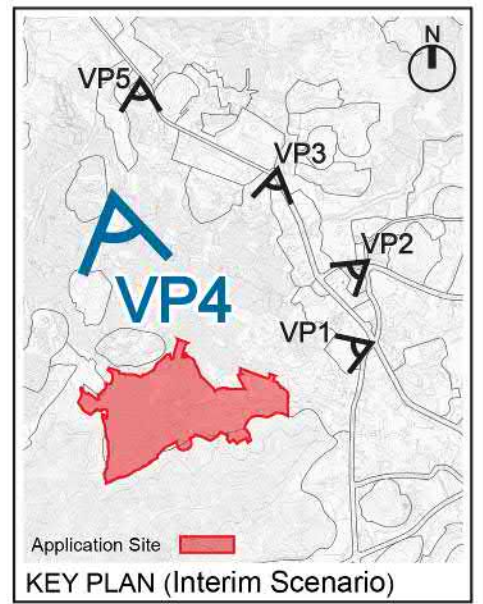 N
VP5
VP3
VP4
VP2
VP1
Application Site
KEY PLAN (Interim Scenario)